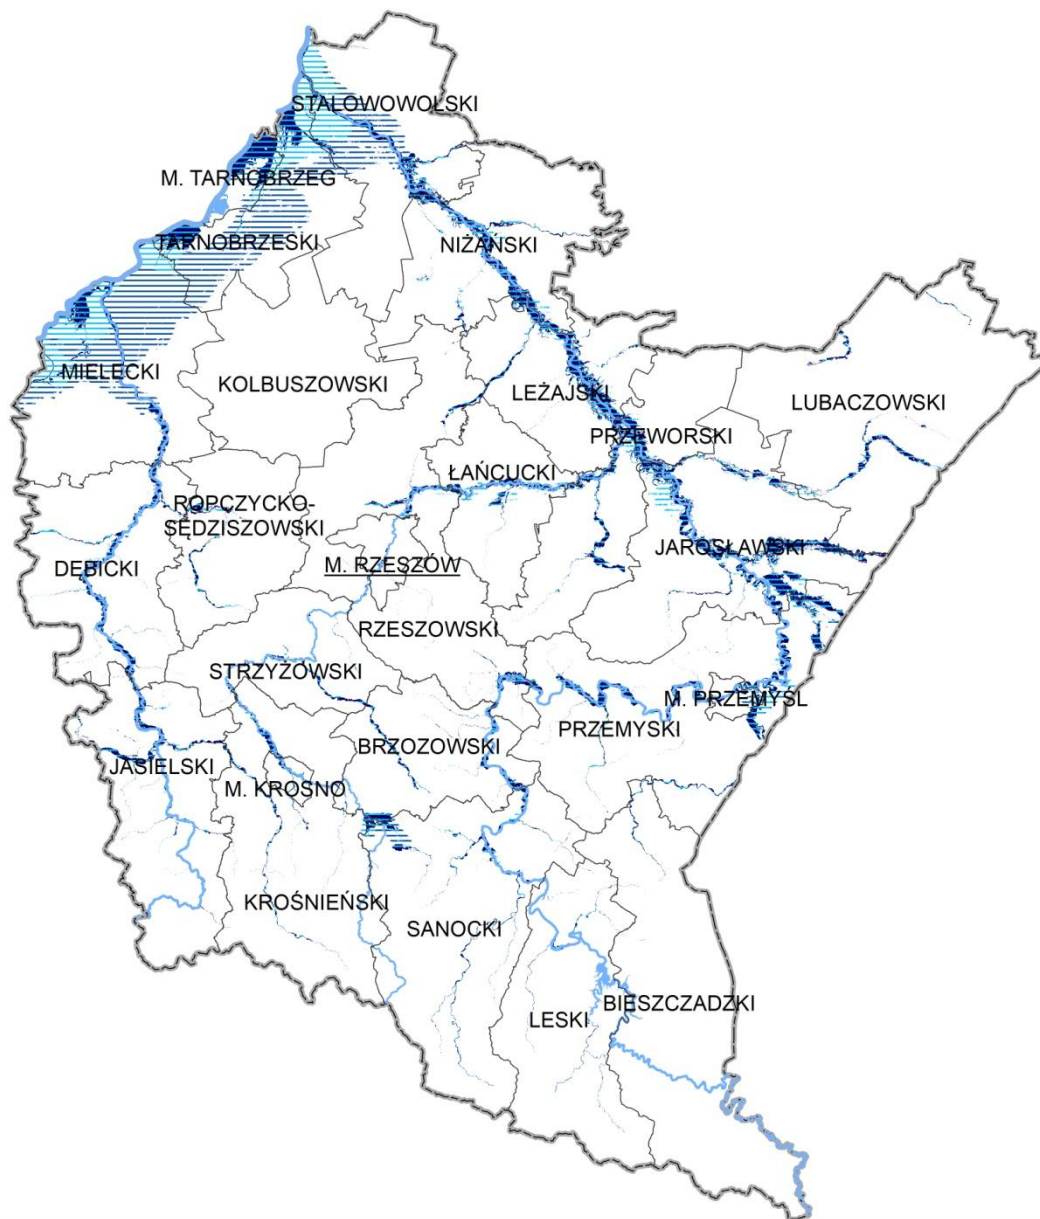 STALOWOWOLSKI
M. TARNOBRZEG
TARNOBRZESKI
NIŻAŃSKI
MIELECKI
KOLBUSZOWSKI
LEŻAJSKI
LUBACZOWSKI
PRZEWORSKI
ŁAŃCUCKI
ROPCZYCKO-
SĘDZISZOWSKI
JAROSŁAWSKI
DĘBICKI
M. RZESZÓW
RZESZOWSKI
STRZYŻOWSKI
M. PRZEMYŚL
PRZEMYSKI
BRZOZOWSKI
JASIELSKI
M. KROSNO
KROŚNIEŃSKI
SANOCKI
BIESZCZADZKI
LESKI